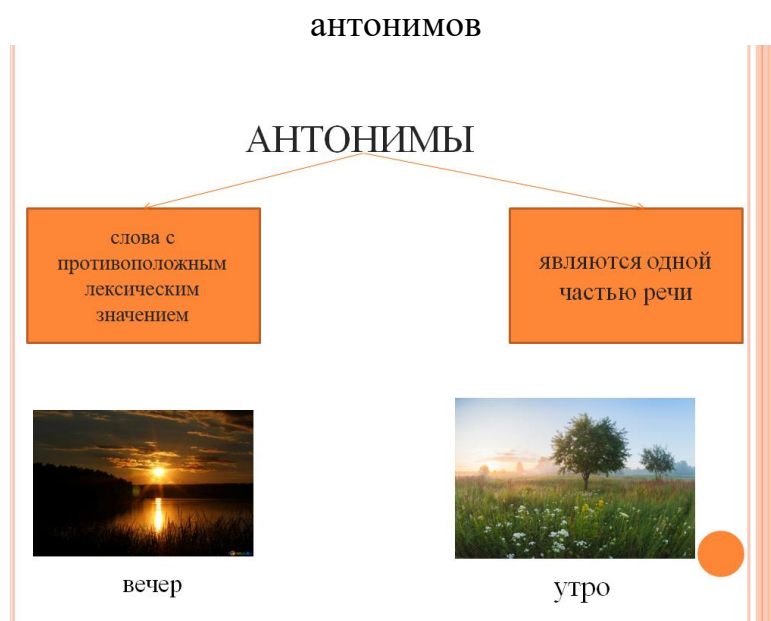 антонимов
АНТОНИМЫ
слова с
противоположным
лексическим
значением
являются одной
частью речи
вечер
утро